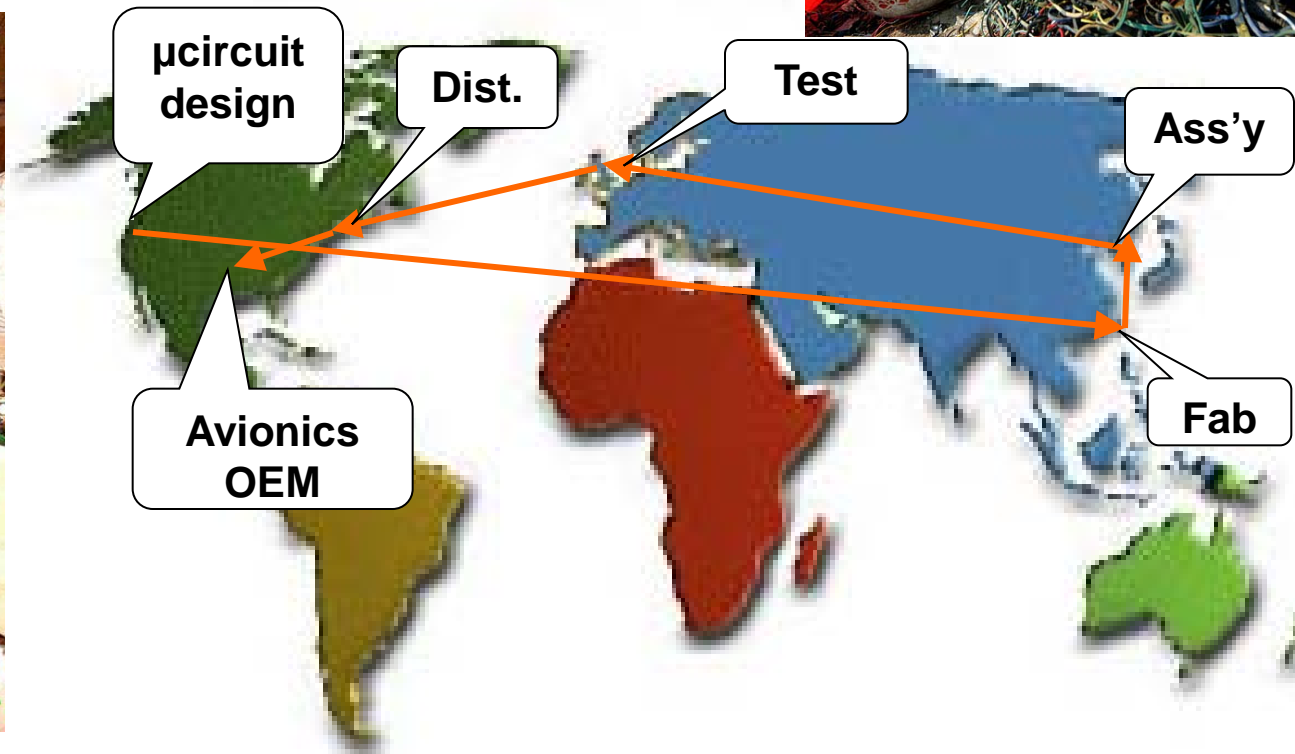 µcircuit
design
Dist.
Test
Ass’y
Avionics
OEM
Fab